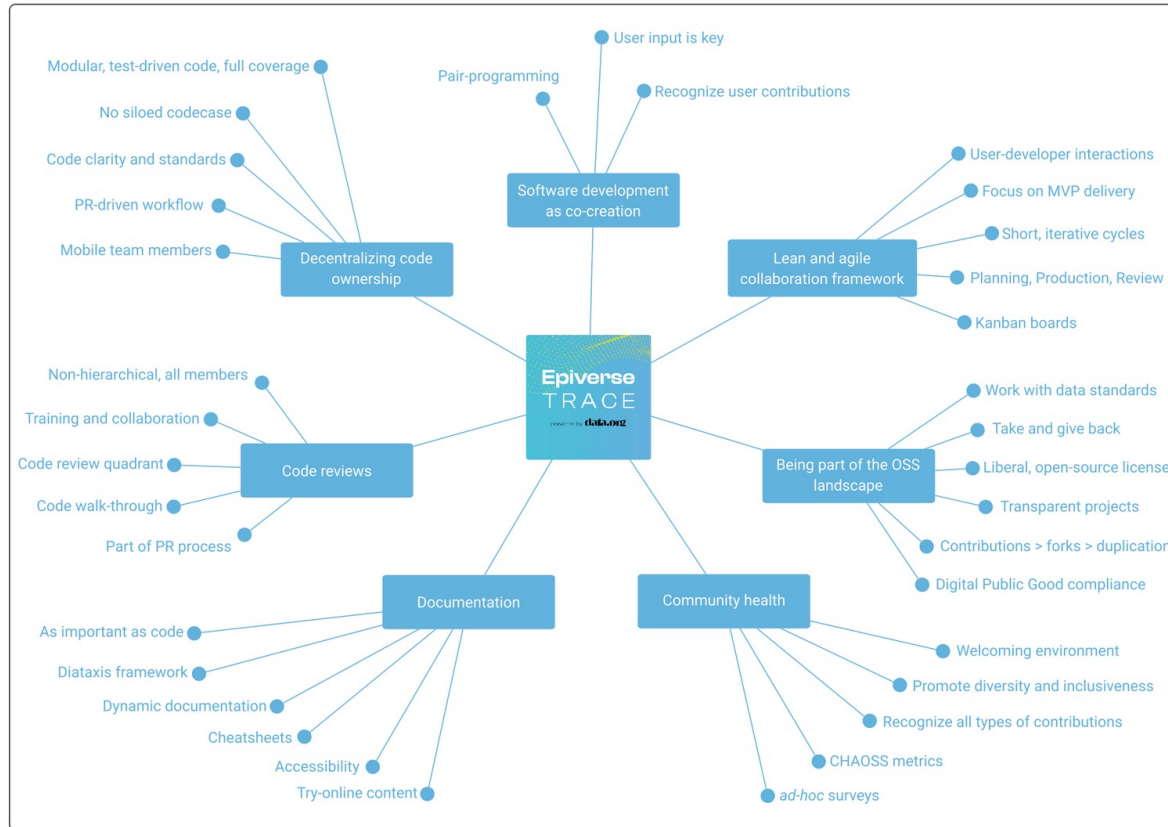 User input is key
Pair-programming
Recognize user contributions
Software development
as co-creation
Modular, test-driven code, full coverage
No siloed codecase
Code clarity and standards
PR-driven workflow
Mobile team members
Decentralizing code
ownership
User-developer interactions
Focus on MVP delivery
Short, iterative cycles
Planning, Production, Review
Kanban boards
Lean and agile
collaboration framework
Epiverse
TRACE
powered by data.org
Non-hierarchical, all members
Training and collaboration
Code review quadrant
Code walk-through
Part of PR process
Code reviews
Work with data standards
Take and give back
Liberal, open-source license
Transparent projects
Contributions > forks > duplication
Digital Public Good compliance
Being part of the OSS
landscape
Documentation
As important as code
Diataxis framework
Dynamic documentation
Cheatsheets
Accessibility
Try-online content
Community health
Welcoming environment
Promote diversity and inclusiveness
Recognize all types of contributions
CHAOSS metrics
ad-hoc surveys